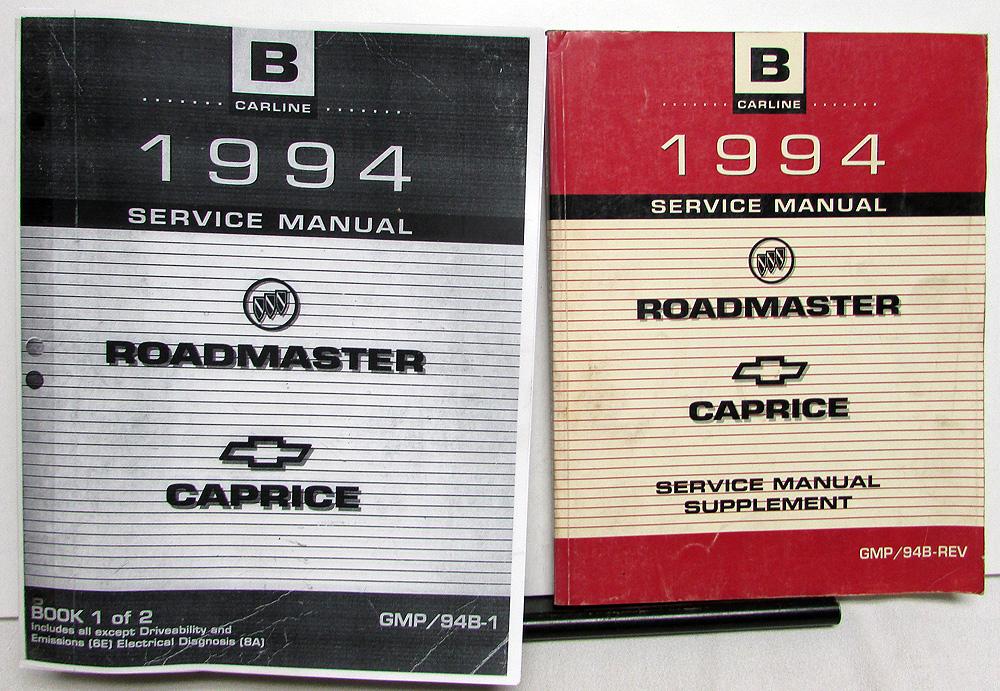 B
CARLINE
1994
SERVICE MANUAL
ROADMASTER
CAPRICE
BOOK 1 of 2
Includes all except Driveability and
Emissions (6E) Electrical Diagnosis (8A)
GMP/94B-1
B
CARLINE
1994
SERVICE MANUAL
ROADMASTER
CAPRICE
SERVICE MANUAL
SUPPLEMENT
GMP/94B-REV